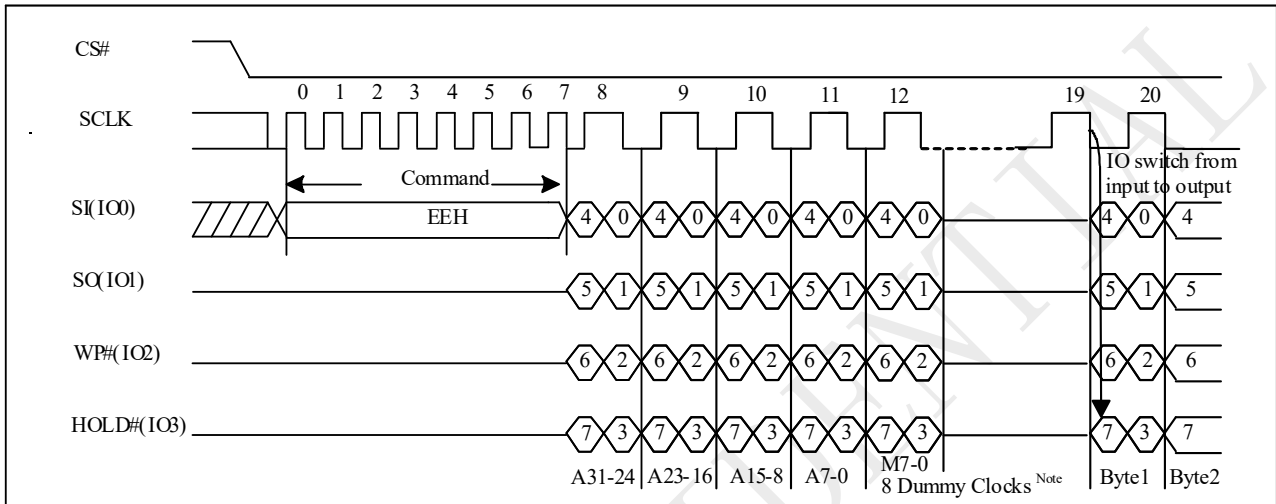 CS#
0 1 2 3 4 5 6 7 8 9 10 11 12 19 20
SCLK
IO switch from
input to output
Command
SI(IO0)
EEH 4 0 4 0 4 0 4 0 4 0 4 0 4
SO(IO1)
5 1 5 1 5 1 5 1 5 1 5 1 5
WP#(IO2)
6 2 6 2 6 2 6 2 6 2 6 2 6
HOLD#(IO3)
7 3 7 3 7 3 7 3 7 3 7 3 7
A31-24 A23-16 A15-8 A7-0 M7-0 Byte1 Byte2
8 Dummy Clocks Note
DENTIAL